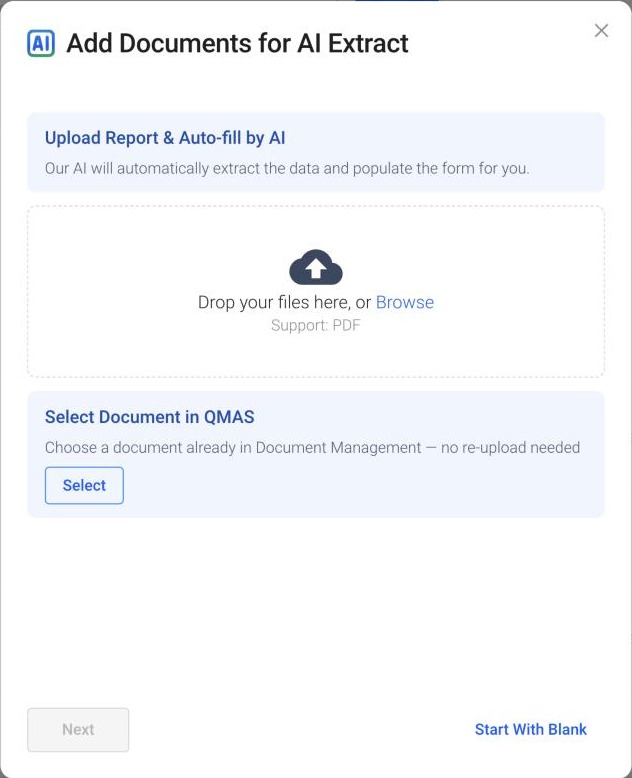 AI Add Documents for AI Extract
Upload Report & Auto-fill by AI
Our AI will automatically extract the data and populate the form for you.
Drop your files here, or Browse
Support: PDF
Select Document in QMAS
Choose a document already in Document Management — no re-upload needed
Select
Next
Start With Blank